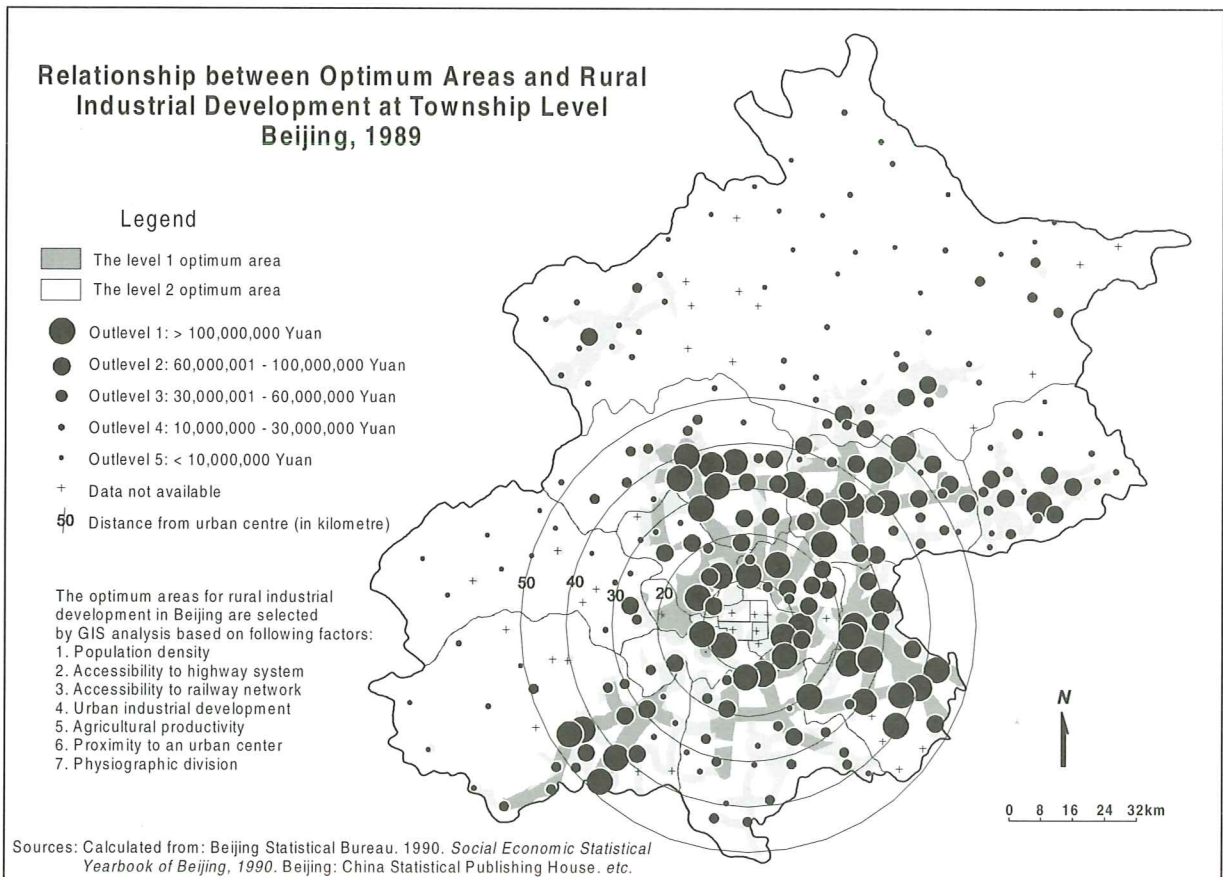 Relationship between Optimum Areas and Rural
Industrial Development at Township Level
Beijing, 1989
Legend
The level 1 optimum area
The level 2 optimum area
Outlevel 1: > 100,000,000 Yuan
Outlevel 2: 60,000,001 - 100,000,000 Yuan
Outlevel 3: 30,000,001 - 60,000,000 Yuan
Outlevel 4: 10,000,000 - 30,000,000 Yuan
Outlevel 5: < 10,000,000 Yuan
+ Data not available
50 Distance from urban centre (in kilometre)
50 40 30 20
The optimum areas for rural industrial
development in Beijing are selected
by GIS analysis based on following factors:
1. Population density
2. Accessibility to highway system
3. Accessibility to railway network
4. Urban industrial development
5. Agricultural productivity
6. Proximity to an urban center
7. Physiographic division
N
0 8 16 24 32km
Sources: Calculated from: Beijing Statistical Bureau. 1990. Social Economic Statistical
Yearbook of Beijing, 1990. Beijing: China Statistical Publishing House. etc.